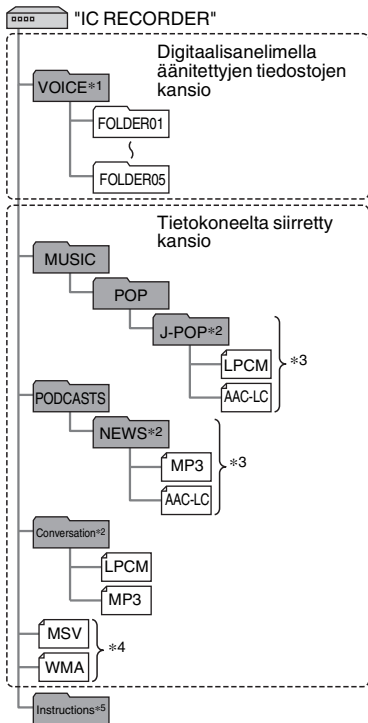 "IC RECORDER"
Digitaalisanelimella
äänitettyjen tiedostojen
kansio
VOICE*1
FOLDER01
FOLDER05
Tietokoneelta siirretty
kansio
MUSIC
POP
J-POP*2
LPCM
*3
AAC-LC
PODCASTS
NEWS*2
MP3
*3
AAC-LC
Conversation*2
LPCM
MP3
MSV
*4
WMA
Instructions*5